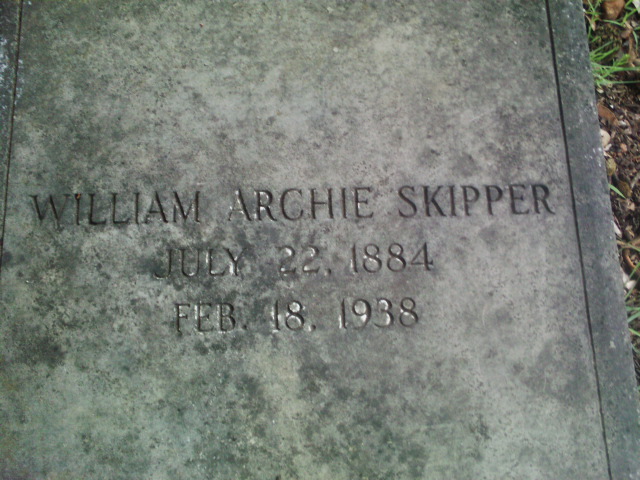 WILLIAM ARCHIE SKIPPER
JULY 22, 1884
FEB. 18, 1938